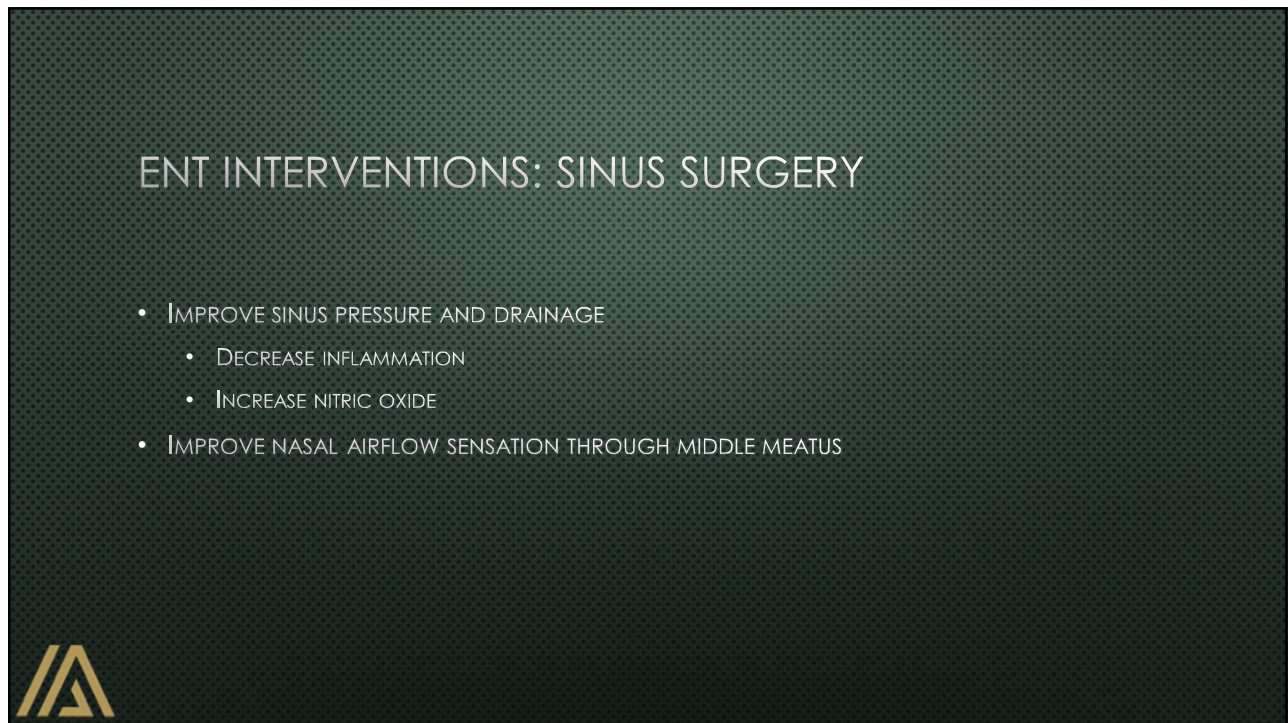 ENT INTERVENTIONS: SINUS SURGERY
• IMPROVE SINUS PRESSURE AND DRAINAGE
• DECREASE INFLAMMATION
• INCREASE NITRIC OXIDE
• IMPROVE NASAL AIRFLOW SENSATION THROUGH MIDDLE MEATUS